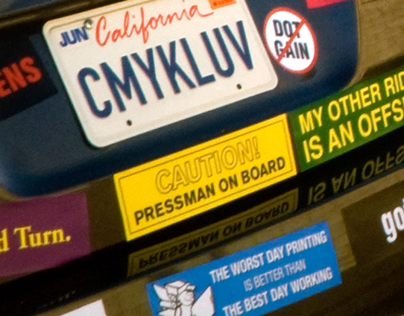 JUN California
CMYKLUV
DOT
GAIN
ENS
CAUTION!
PRESSMAN ON BOARD
MY OTHER RID
IS AN OFFS
d Turn.
go
THE WORST DAY PRINTING
IS BETTER THAN
THE BEST DAY WORKING